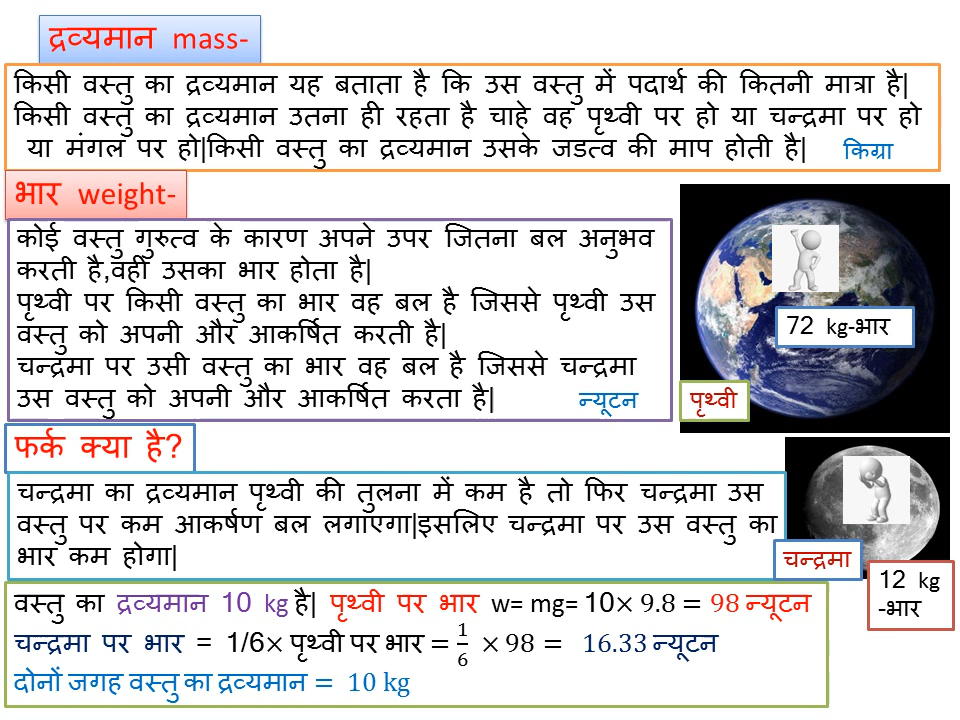 द्रव्यमान mass-
किसी वस्तु का द्रव्यमान यह बताता है कि उस वस्तु में पदार्थ की कितनी मात्रा है|
किसी वस्तु का द्रव्यमान उतना ही रहता है चाहे वह पृथ्वी पर हो या चन्द्रमा पर हो
या मंगल पर हो|किसी वस्तु का द्रव्यमान उसके जडत्व की माप होती है| किग्रा
भार weight-
कोई वस्तु गुरुत्व के कारण अपने उपर जितना बल अनुभव
करती है,वही उसका भार होता है|
पृथ्वी पर किसी वस्तु का भार वह बल है जिससे पृथ्वी उस
वस्तु को अपनी और आकर्षित करती है|
चन्द्रमा पर उसी वस्तु का भार वह बल है जिससे चन्द्रमा
उस वस्तु को अपनी और आकर्षित करता है| न्यूटन
72 kg-भार
पृथ्वी
फर्क क्या है?
चन्द्रमा का द्रव्यमान पृथ्वी की तुलना में कम है तो फिर चन्द्रमा उस
वस्तु पर कम आकर्षण बल लगाएगा|इसलिए चन्द्रमा पर उस वस्तु का
भार कम होगा|
चन्द्रमा
12 kg
-भार
वस्तु का द्रव्यमान 10 kg है| पृथ्वी पर भार w= mg= 10× 9.8 = 98 न्यूटन
चन्द्रमा पर भार = 1/6× पृथ्वी पर भार = 1/6 × 98 = 16.33 न्यूटन
दोनों जगह वस्तु का द्रव्यमान = 10 kg